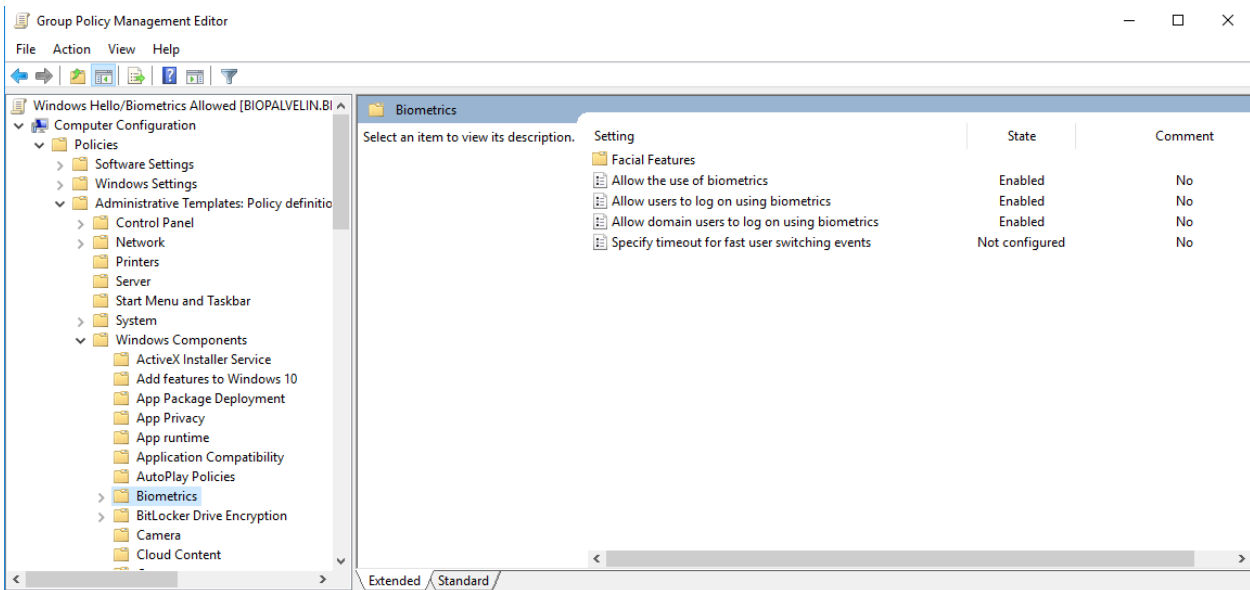 Group Policy Management Editor
File Action View Help
Windows Hello/Biometrics Allowed [BIOPALVELIN.BI
Computer Configuration
Policies
Software Settings
Windows Settings
Administrative Templates: Policy definitio
Control Panel
Network
Printers
Server
Start Menu and Taskbar
System
Windows Components
ActiveX Installer Service
Add features to Windows 10
App Package Deployment
App Privacy
App runtime
Application Compatibility
AutoPlay Policies
Biometrics
BitLocker Drive Encryption
Camera
Cloud Content
Biometrics
Select an item to view its description.
Setting State Comment
Facial Features
Allow the use of biometrics Enabled No
Allow users to log on using biometrics Enabled No
Allow domain users to log on using biometrics Enabled No
Specify timeout for fast user switching events Not configured No
Extended Standard